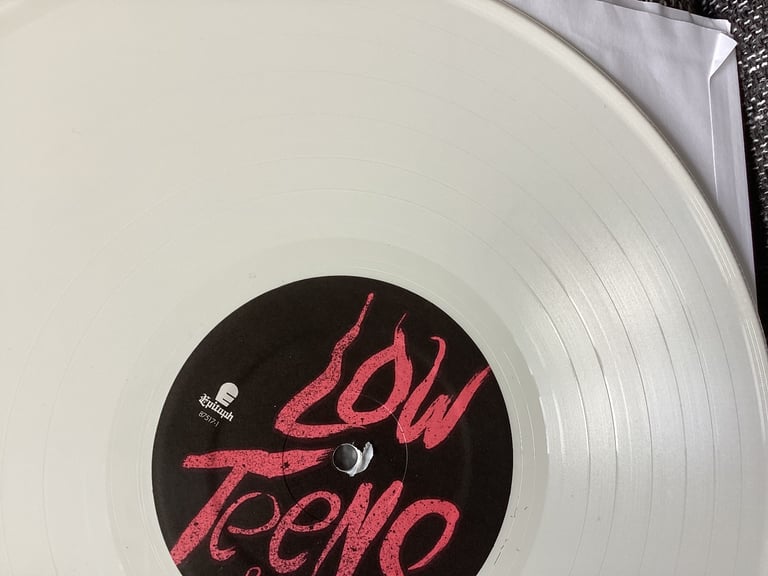 LOW
Epitaph
87517-1
TEENS